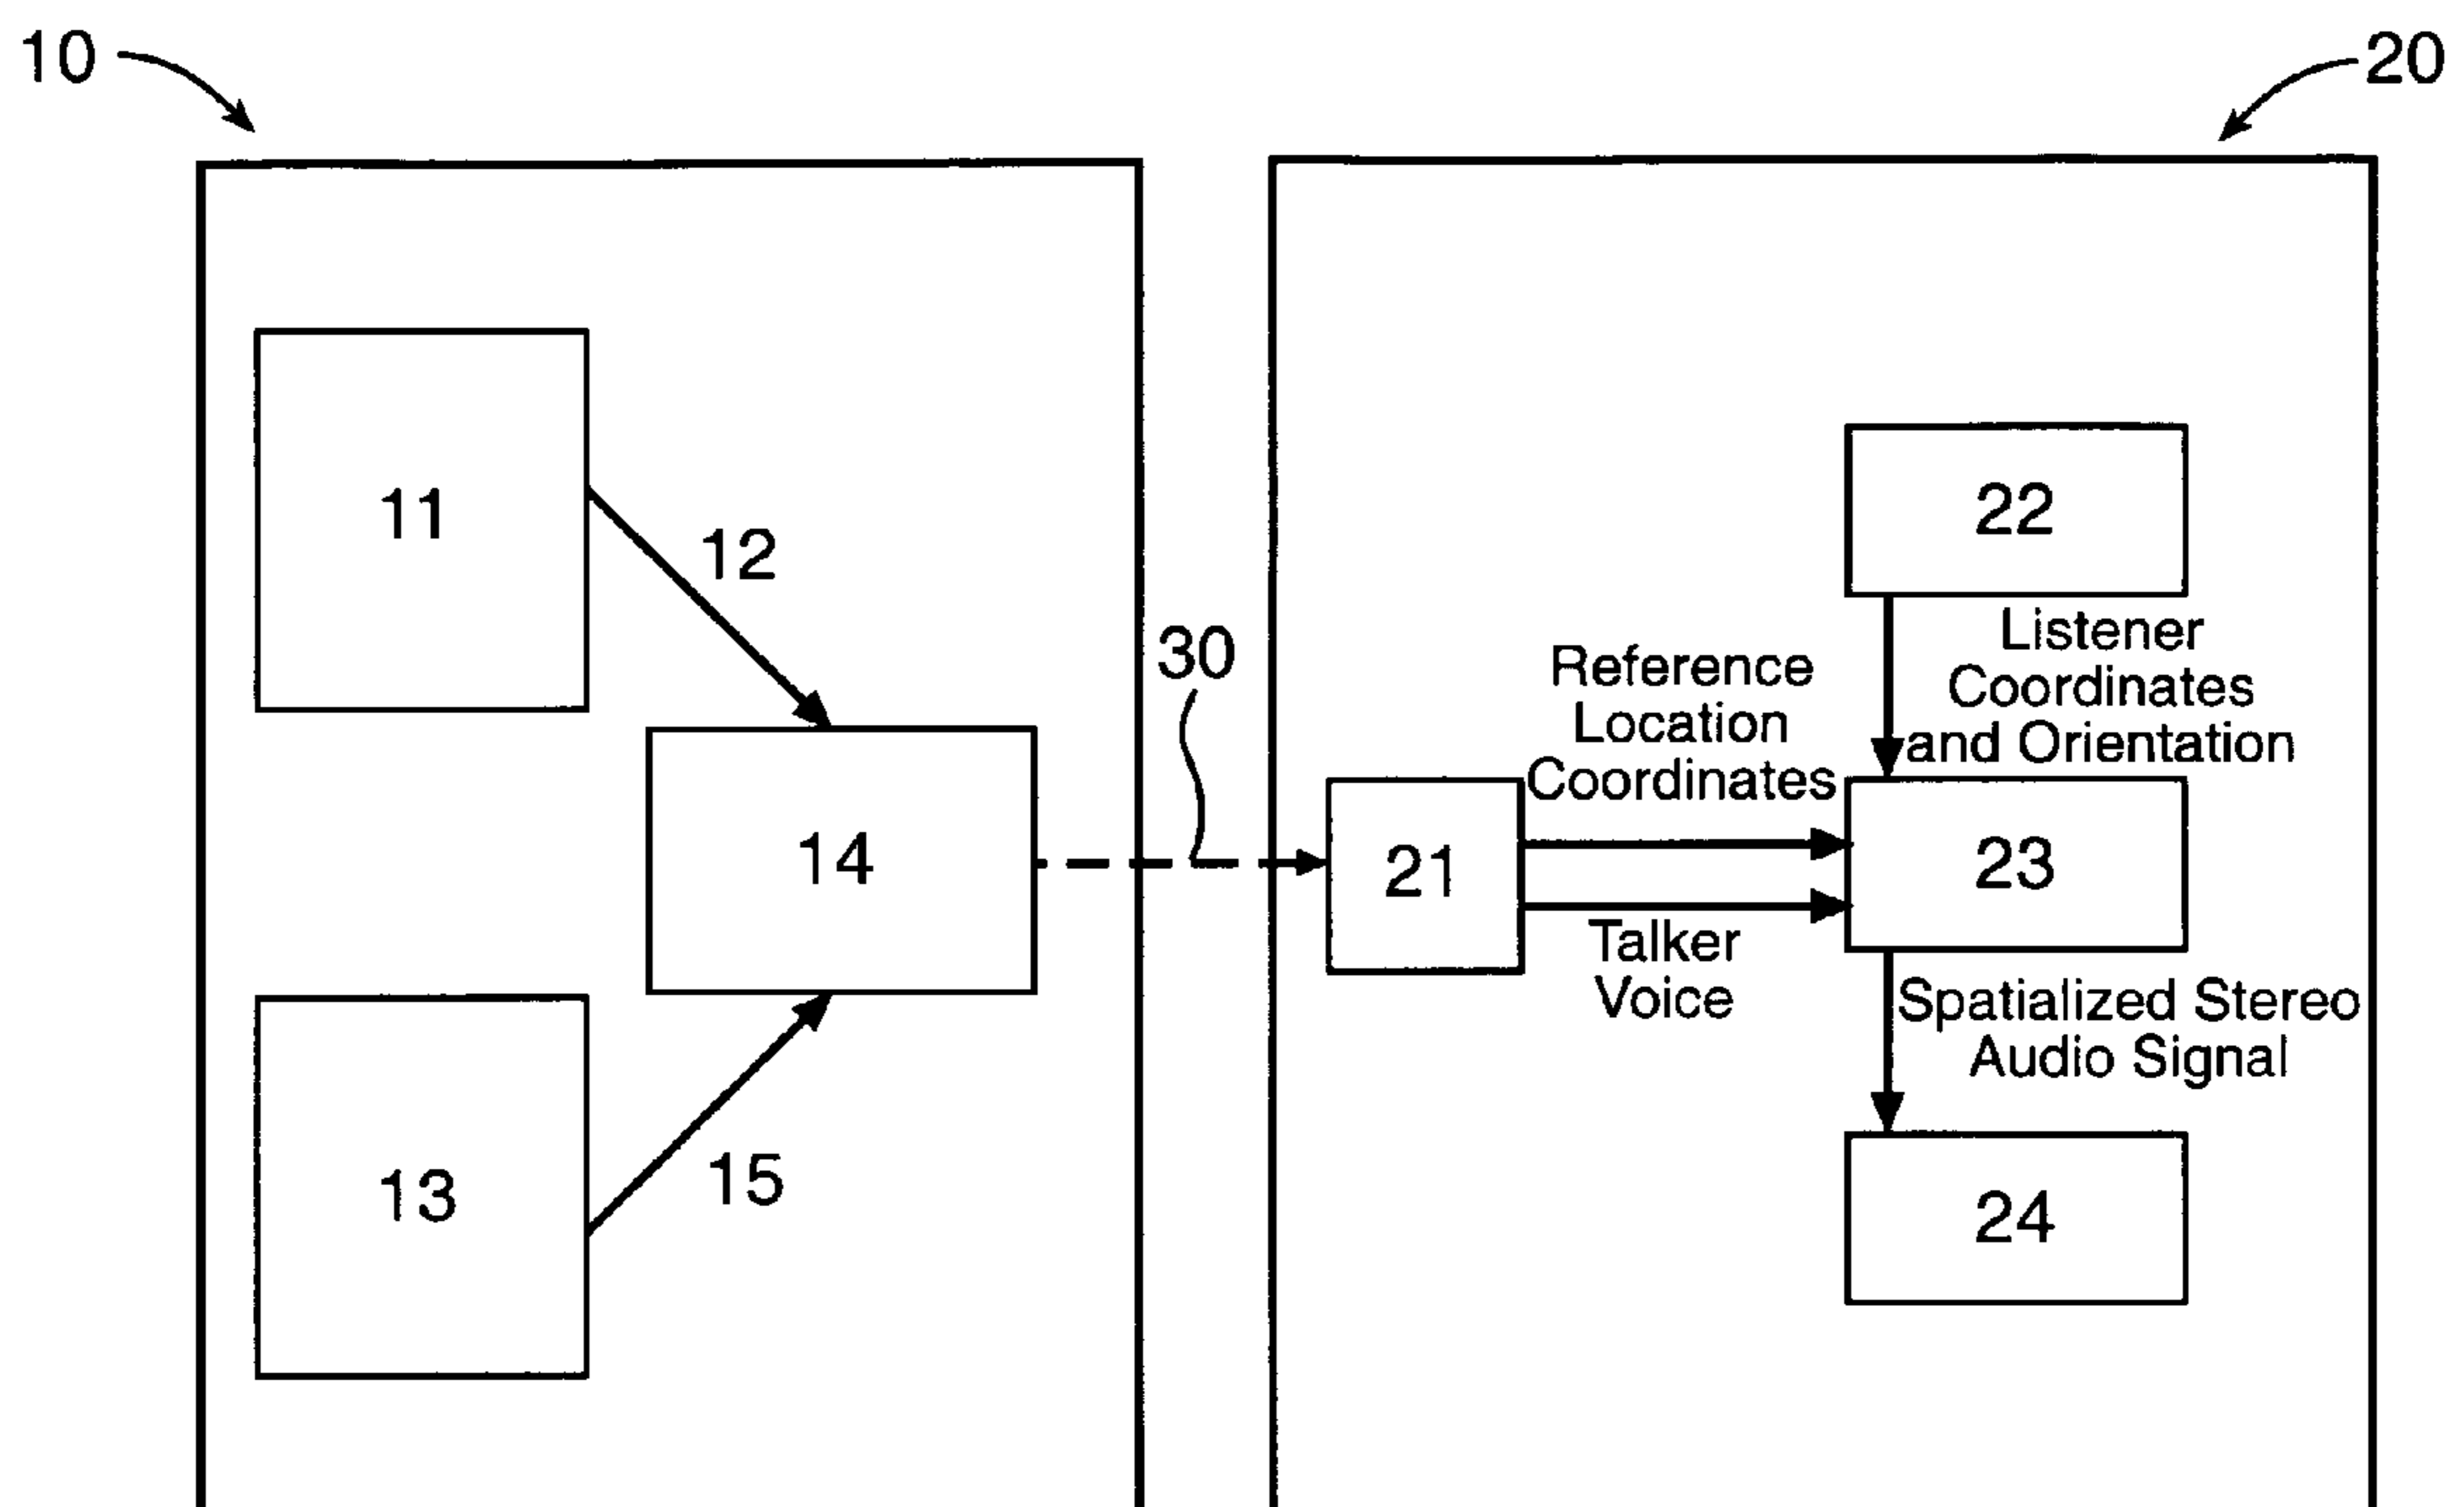 10
20
11
12
22
Listener
Coordinates
and Orientation
30
Reference
Location
Coordinates
14
21
23
Talker
Voice
Spatialized Stereo
Audio Signal
13
15
24